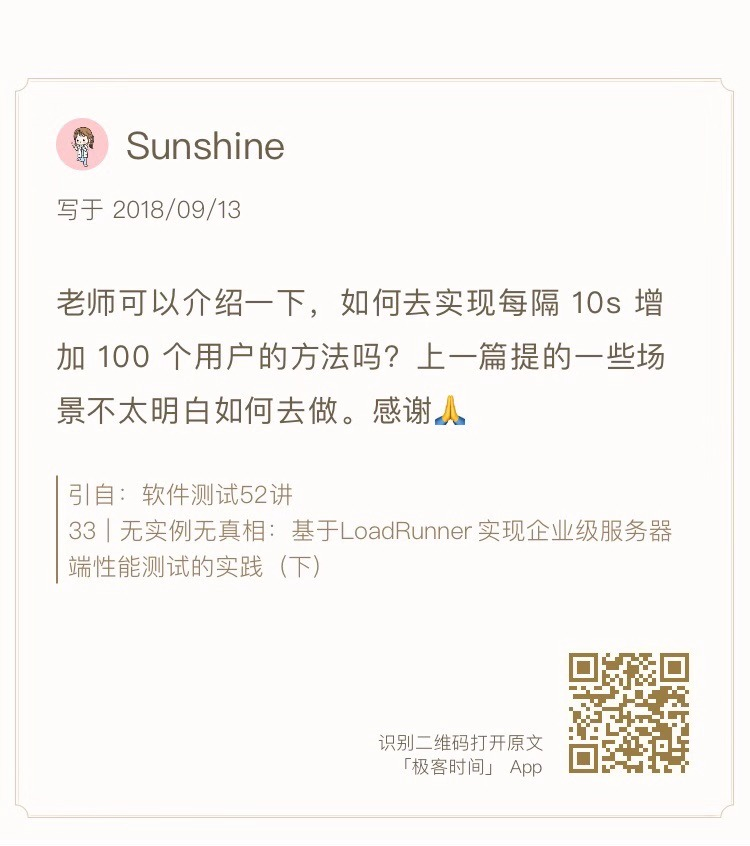 Sunshine
写于 2018/09/13
老师可以介绍一下，如何去实现每隔 10s 增
加 100 个用户的方法吗？上一篇提的一些场
景不太明白如何去做。感谢🙏
引自：软件测试52讲
33｜无实例无真相：基于LoadRunner 实现企业级服务器
端性能测试的实践（下）
识别二维码打开原文
「极客时间」 App